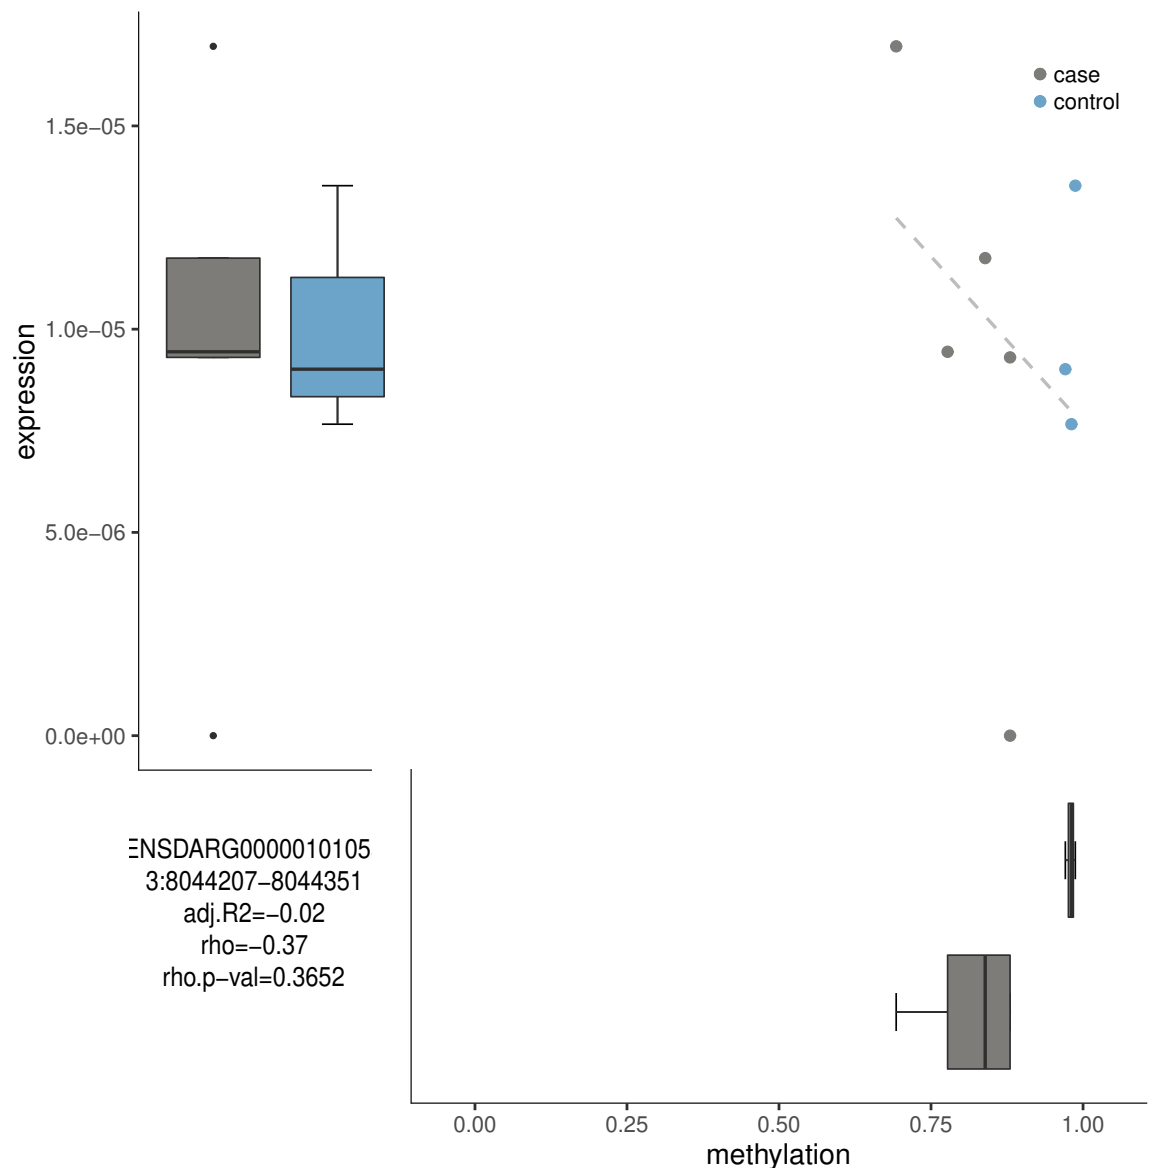 case
control
1.5e−05
1.0e−05
5.0e−06
0.0e+00
expression
ENSDARG0000010105
3:8044207−8044351
adj.R2=−0.02
rho=−0.37
rho.p−val=0.3652
0.00
0.25
0.50
0.75
1.00
methylation